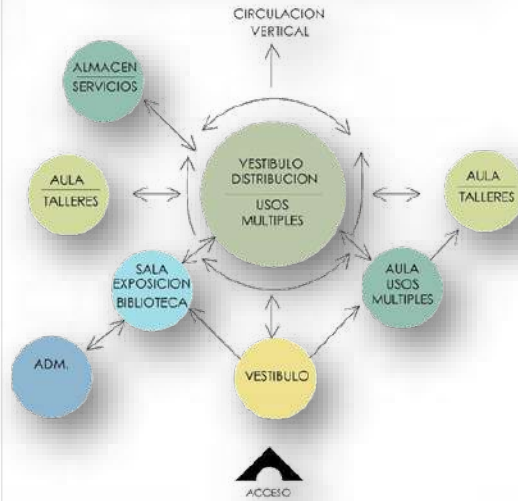 CIRCULACION
VERTICAL
ALMACEN
SERVICIOS
VESTIBULO
DISTRIBUCION
USOS
MULTIPLES
AULA
TALLERES
AULA
TALLERES
SALA
EXPOSICION
BIBLIOTECA
AULA
USOS
MULTIPLES
ADM.
VESTIBULO
ACCESO